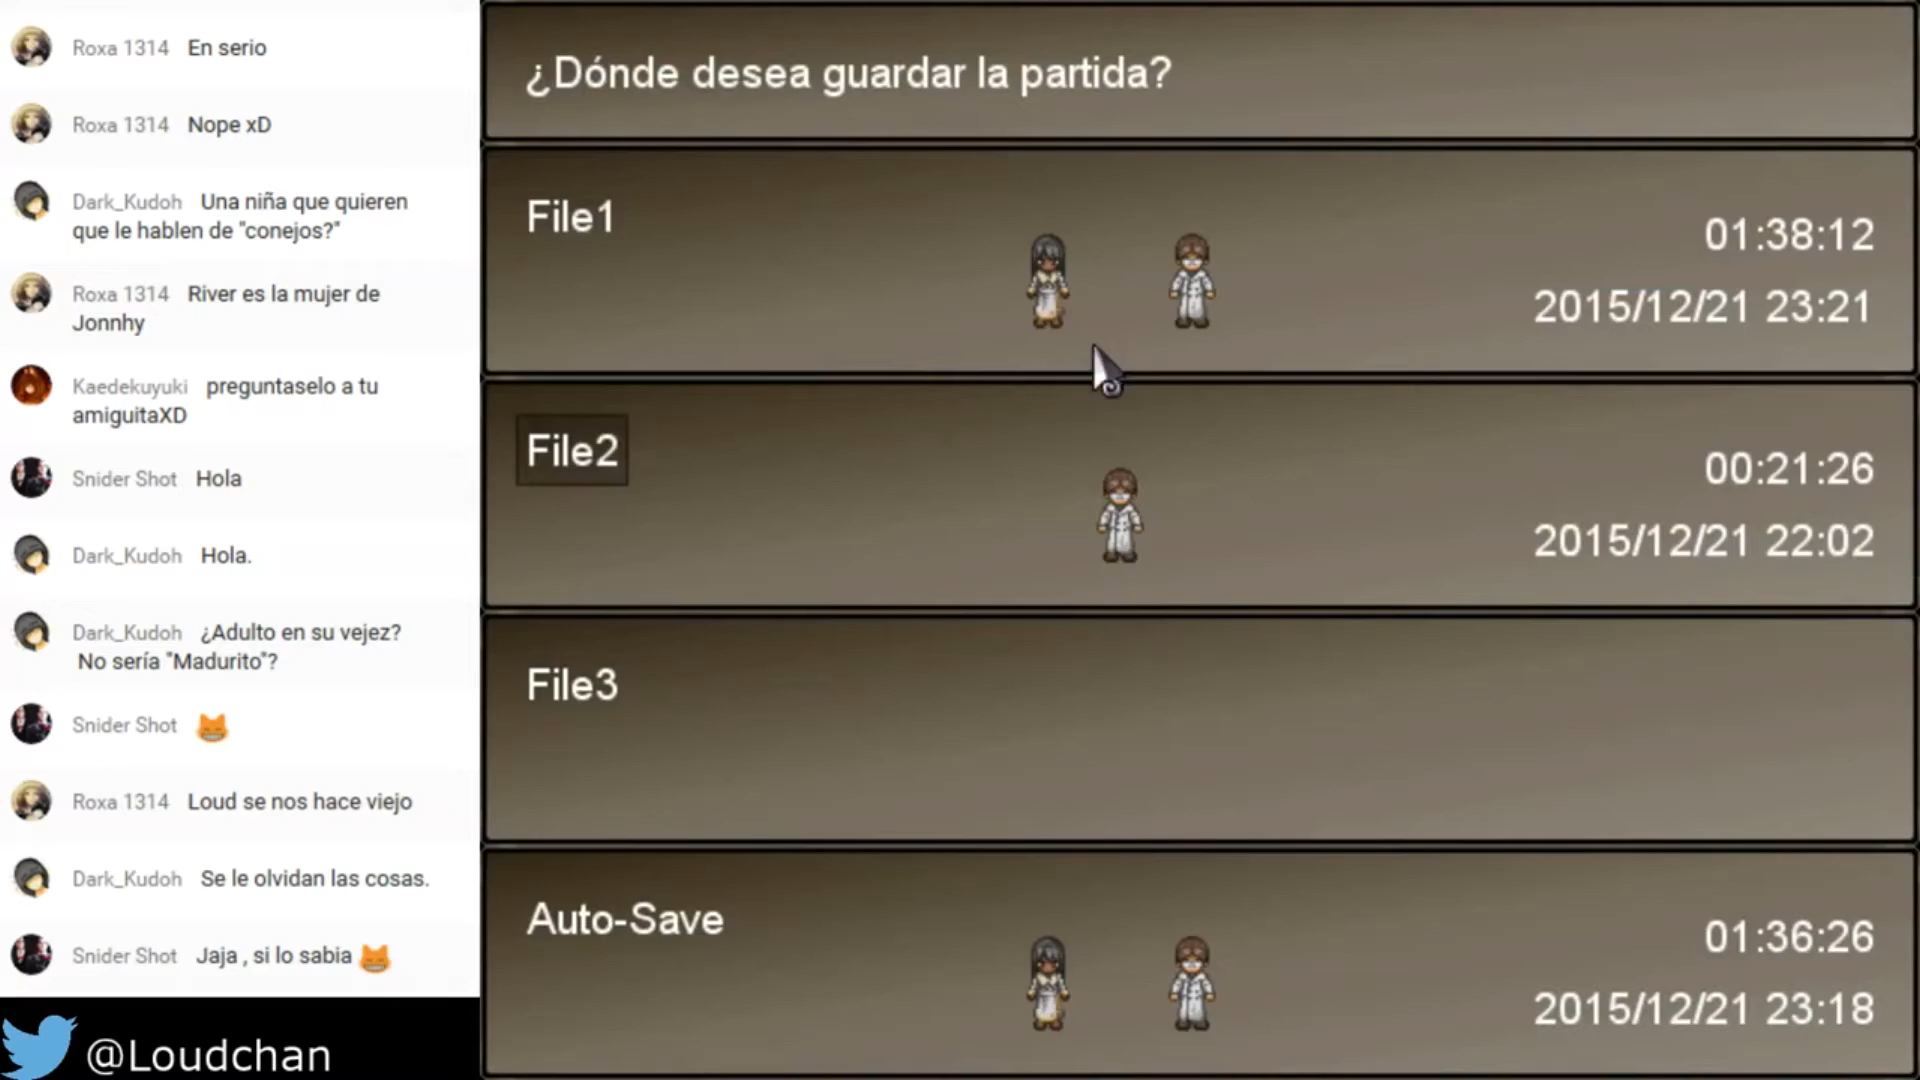 Roxa 1314 En serio
Roxa 1314 Nope xD
Dark_Kudoh Una niña que quieren
que le hablen de "conejos?"
Roxa 1314 River es la mujer de
Jonnhy
Kaedekuyuki preguntaselo a tu
amiguitaXD
Snider Shot Hola
Dark_Kudoh Hola.
Dark_Kudoh ¿Adulto en su vejez?
No sería "Madurito"?
Snider Shot
Roxa 1314 Loud se nos hace viejo
Dark_Kudoh Se le olvidan las cosas.
Snider Shot Jaja , si lo sabia
@Loudchan
¿Dónde desea guardar la partida?
File1
01:38:12
2015/12/21 23:21
File2
00:21:26
2015/12/21 22:02
File3
Auto-Save
01:36:26
2015/12/21 23:18